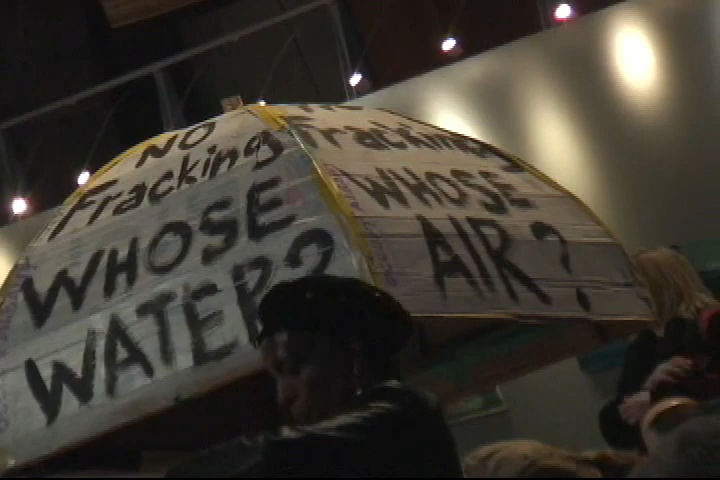 NO
Fracking
WHOSE
WATER?
Fracking
WHOSE
AIR?